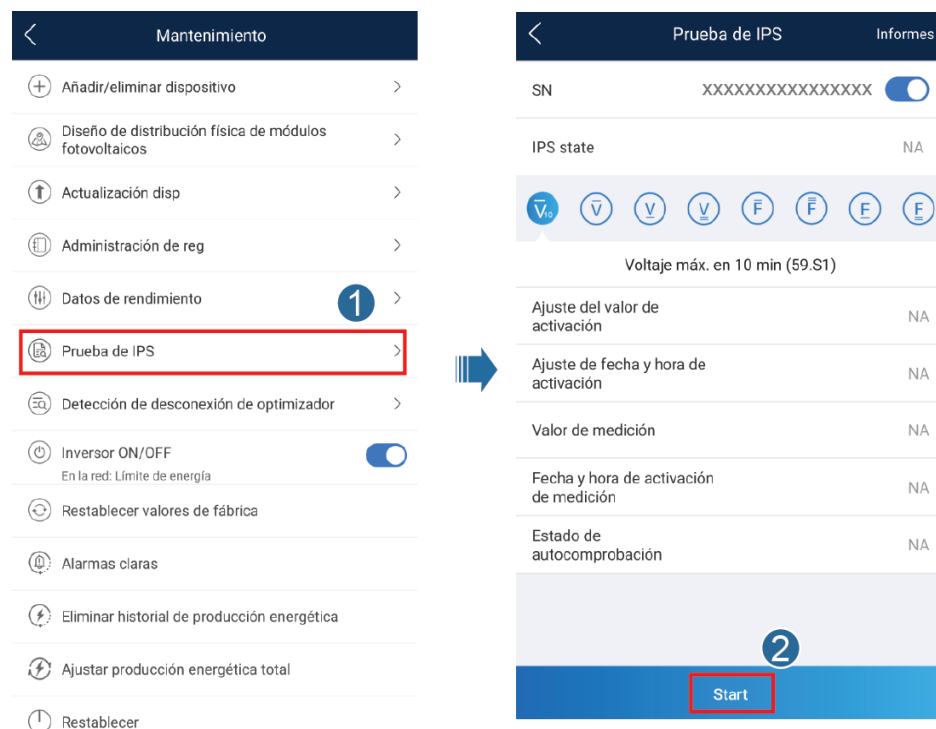 Mantenimiento
Añadir/eliminar dispositivo
Diseño de distribución física de módulos
fotovoltaicos
Actualización disp
Administración de reg
Datos de rendimiento
1
Prueba de IPS
Detección de desconexión de optimizador
Inversor ON/OFF
En la red: Límite de energía
Restablecer valores de fábrica
Alarmas claras
Eliminar historial de producción energética
Ajustar producción energética total
Restablecer
Prueba de IPS Informes
SN XXXXXXXXXXXXXXXX
IPS state NA
V10 V V V F F F F
Voltaje máx. en 10 min (59.S1)
Ajuste del valor de
activación NA
Ajuste de fecha y hora de
activación NA
Valor de medición NA
Fecha y hora de activación
de medición NA
Estado de
autocomprobación NA
2
Start